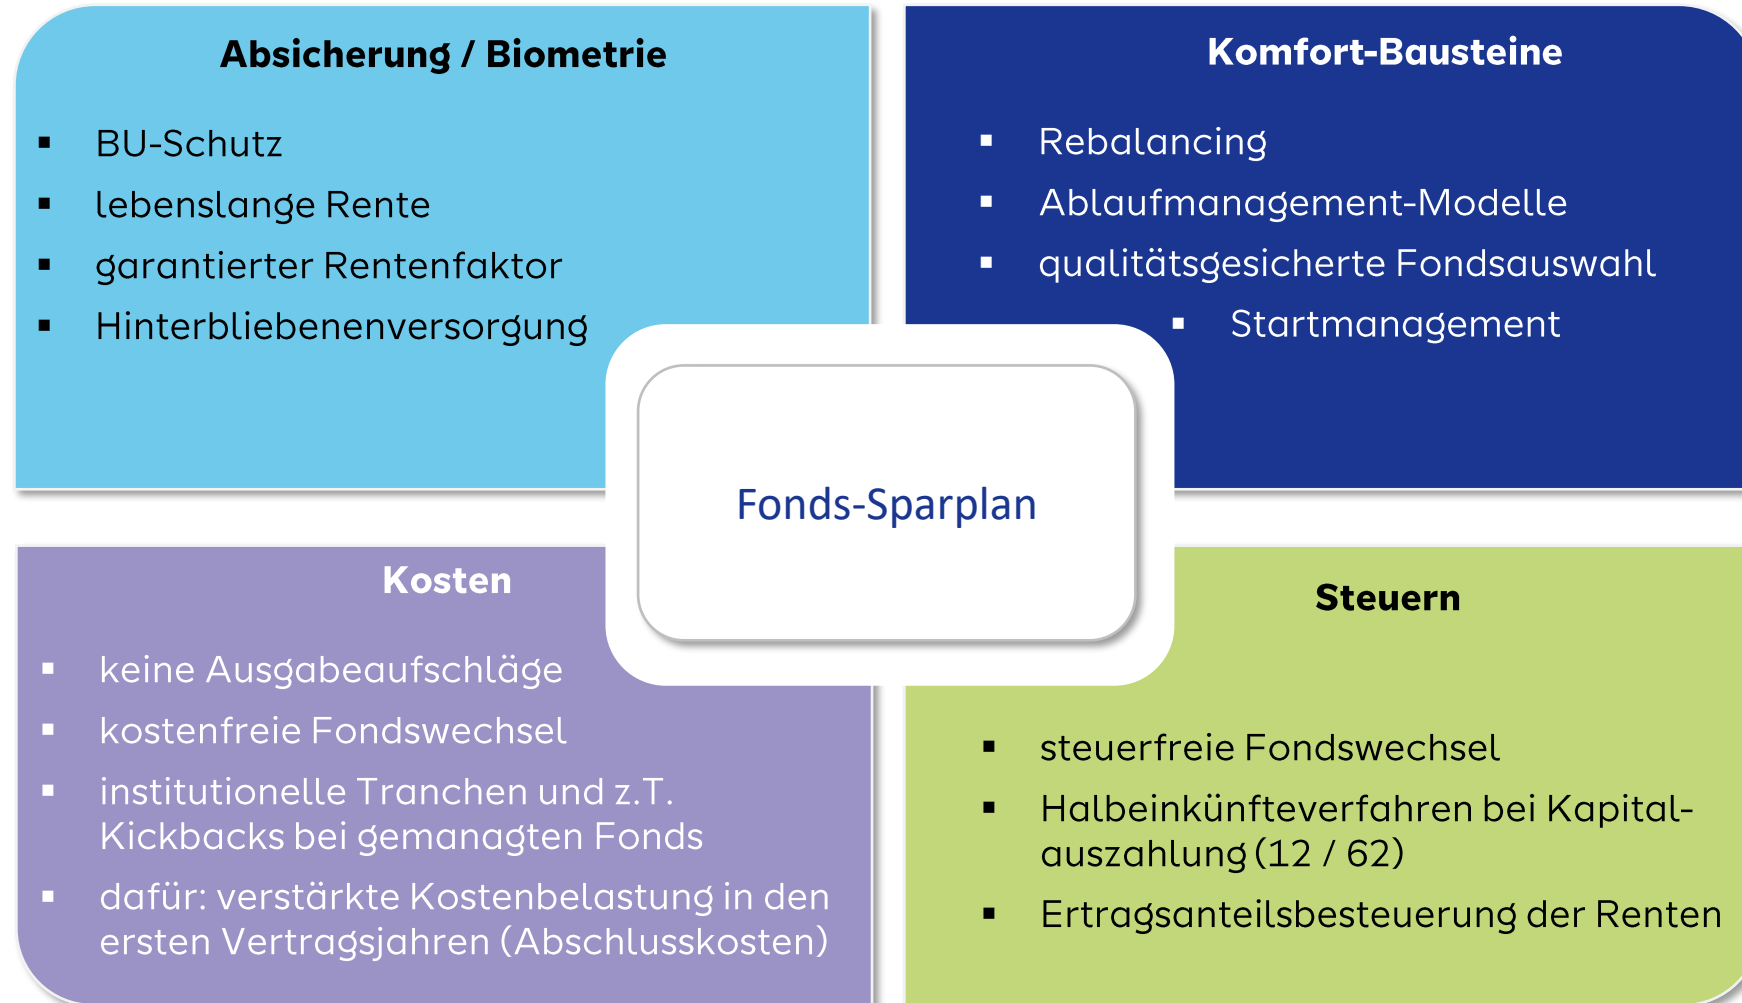 Absicherung / Biometrie
▪ BU-Schutz
▪ lebenslange Rente
▪ garantierter Rentenfaktor
▪ Hinterbliebenenversorgung
Komfort-Bausteine
▪ Rebalancing
▪ Ablaufmanagement-Modelle
▪ qualitätsgesicherte Fondsauswahl
▪ Startmanagement
Fonds-Sparplan
Kosten
▪ keine Ausgabeaufschläge
▪ kostenfreie Fondswechsel
▪ institutionelle Tranchen und z.T.
Kickbacks bei gemanagten Fonds
▪ dafür: verstärkte Kostenbelastung in den
ersten Vertragsjahren (Abschlusskosten)
Steuern
▪ steuerfreie Fondswechsel
▪ Halbeinkünfteverfahren bei Kapital-
auszahlung (12 / 62)
▪ Ertragsanteilsbesteuerung der Renten